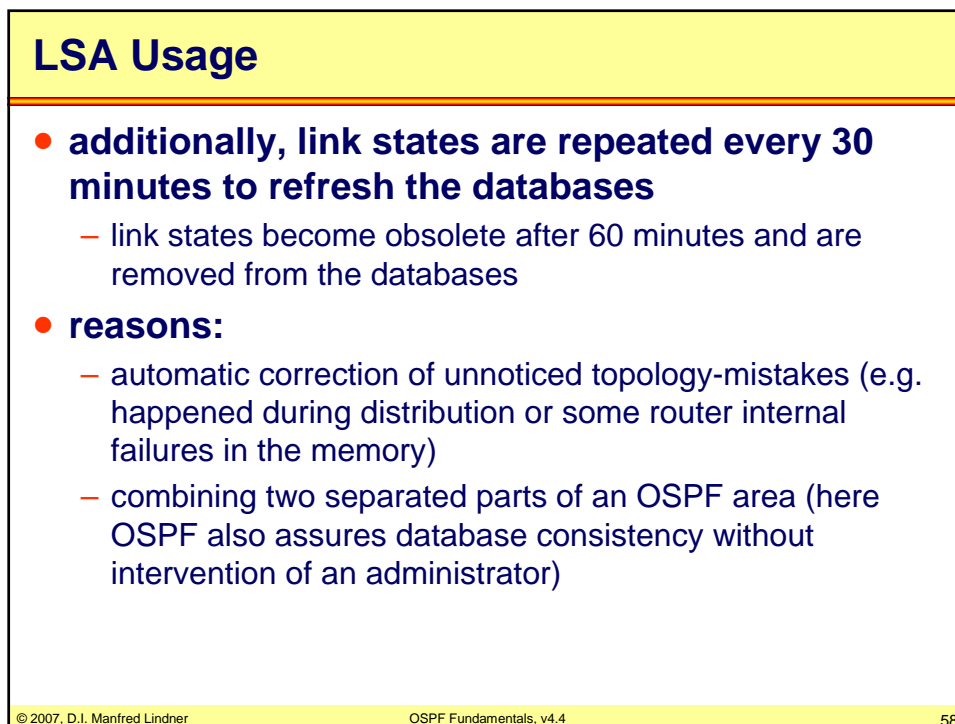 LSA Usage
• additionally, link states are repeated every 30
minutes to refresh the databases
– link states become obsolete after 60 minutes and are
removed from the databases
• reasons:
– automatic correction of unnoticed topology-mistakes (e.g.
happened during distribution or some router internal
failures in the memory)
– combining two separated parts of an OSPF area (here
OSPF also assures database consistency without
intervention of an administrator)
© 2007, D.I. Manfred Lindner
OSPF Fundamentals, v4.4
58